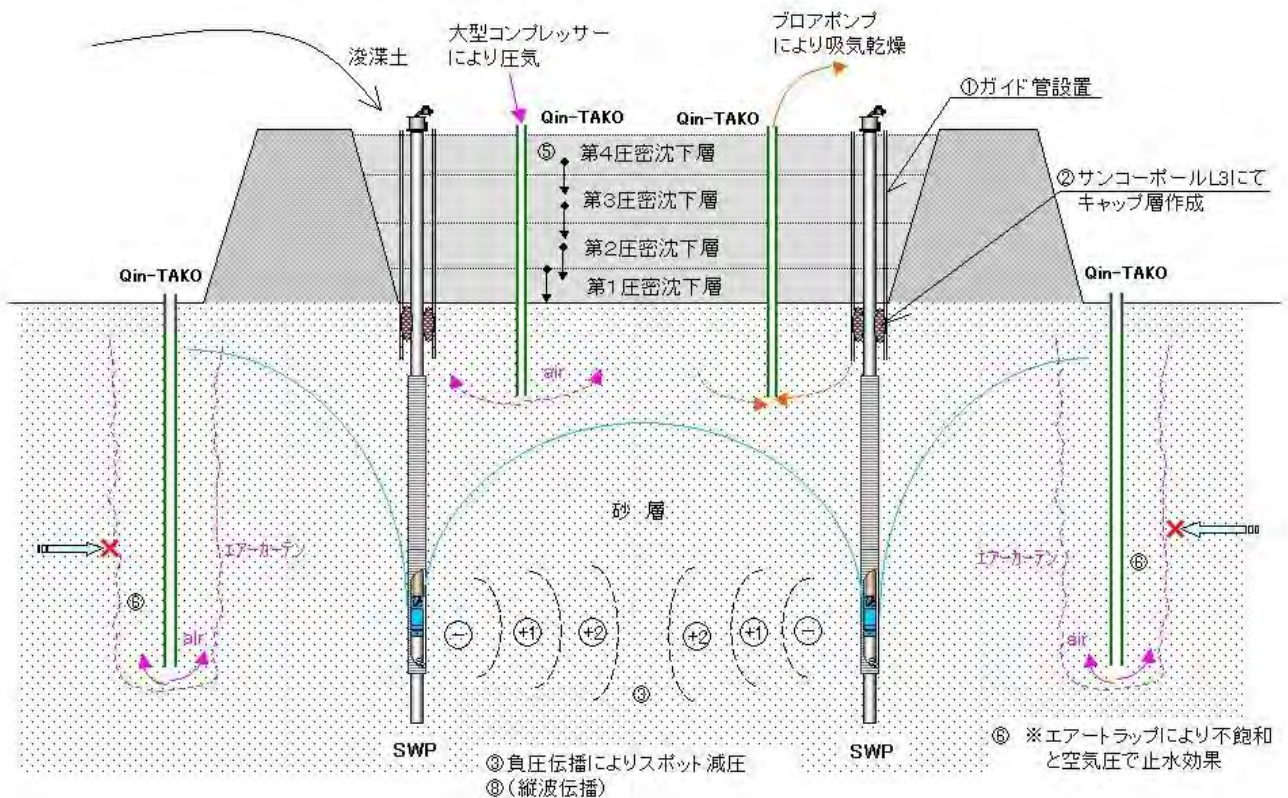 浚渫土
大型コンプレッサー
により圧気
ブロアポンプ
により吸気乾燥
①ガイド管設置
Qin-TAKO
Qin-TAKO
⑤ 第4圧密沈下層
第3圧密沈下層
第2圧密沈下層
第1圧密沈下層
②サンコーポールL3にて
キャップ層作成
Qin-TAKO
Qin-TAKO
air
砂 層
エアーカーテン
エアーカーテン
⑥
⑥
air
air
－
+1
+2
+2
+1
－
③
SWP
SWP
③負圧伝播によりスポット減圧
⑧(縦波伝播)
⑥ ※エアートラップにより不飽和
と空気圧で止水効果